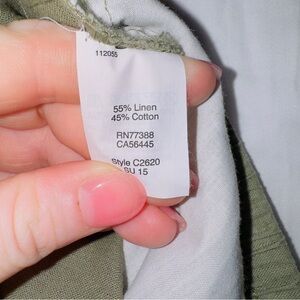 112055
55% Linen
45% Cotton
RN77388
CA56445
Style C2620
SU 15